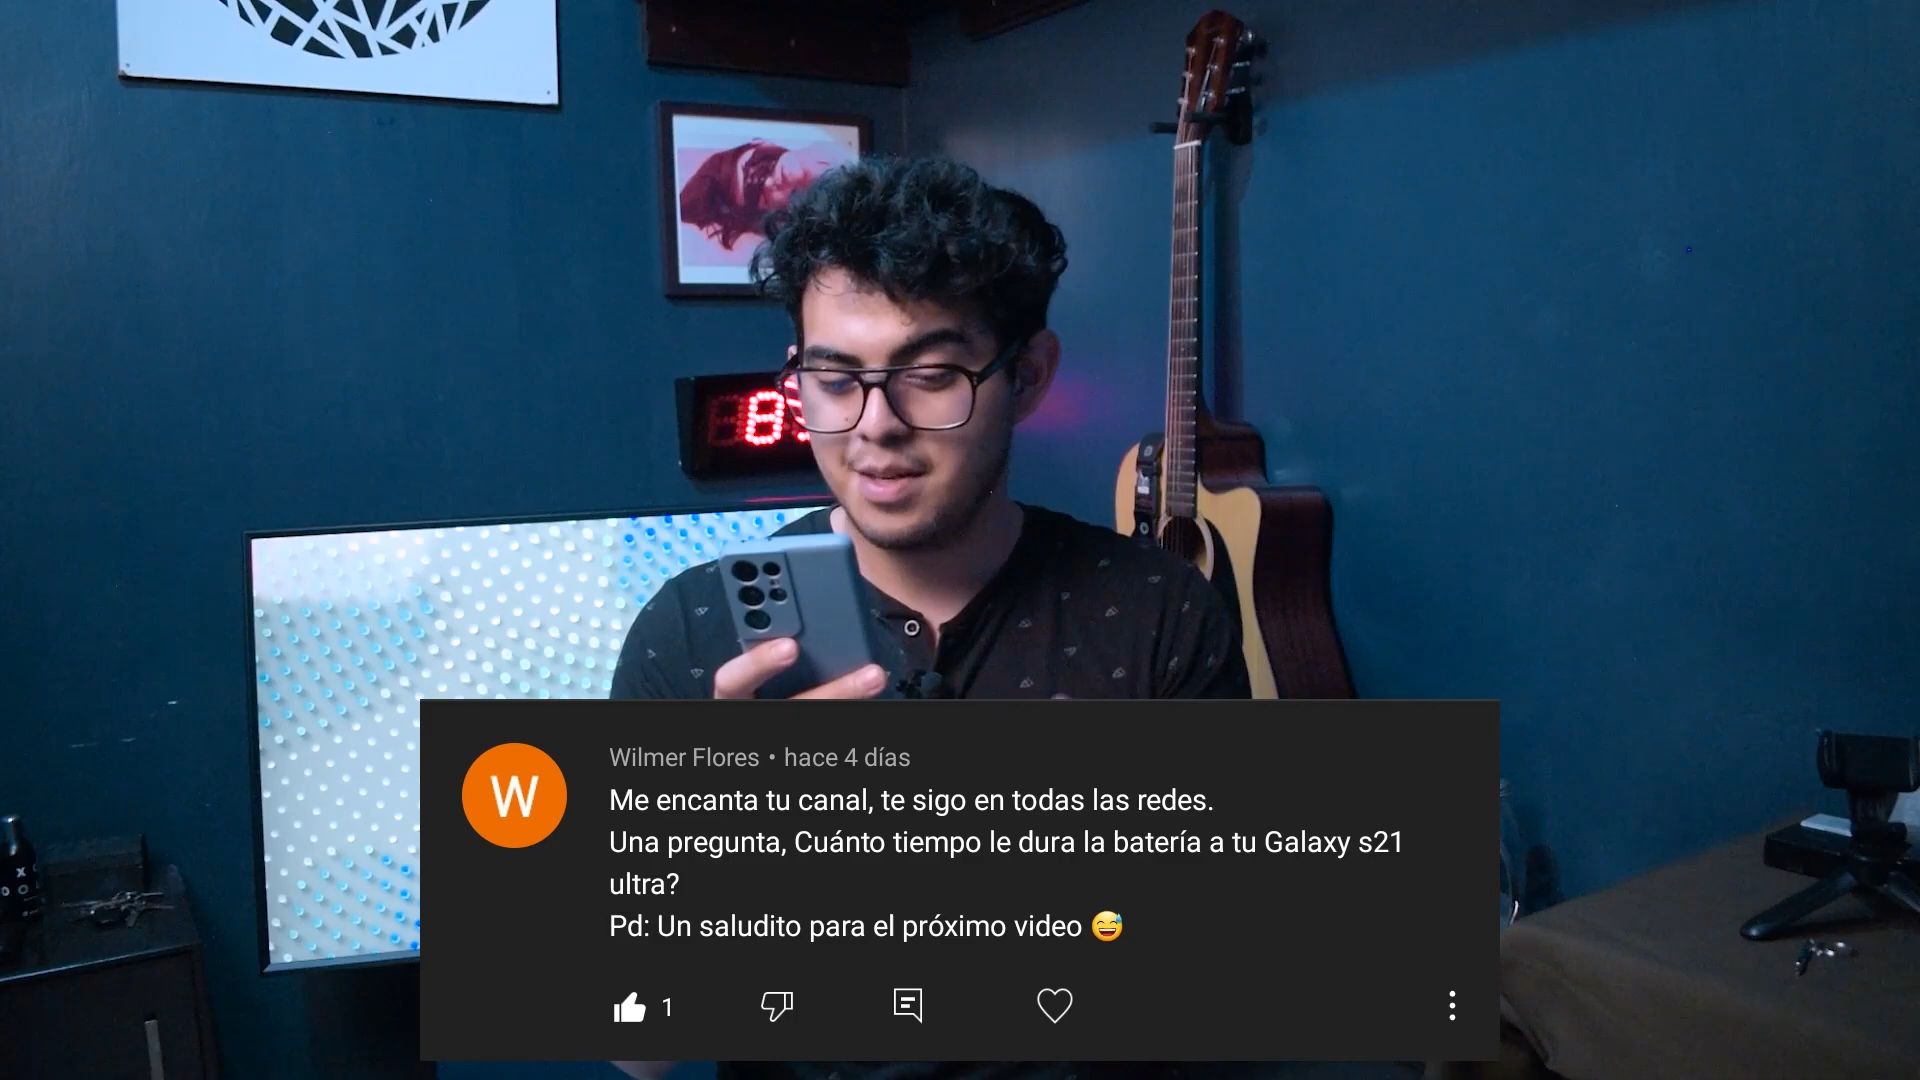 8
W
Wilmer Flores • hace 4 días
Me encanta tu canal, te sigo en todas las redes.
Una pregunta, Cuánto tiempo le dura la batería a tu Galaxy s21
ultra?
Pd: Un saludito para el próximo video 😅
1